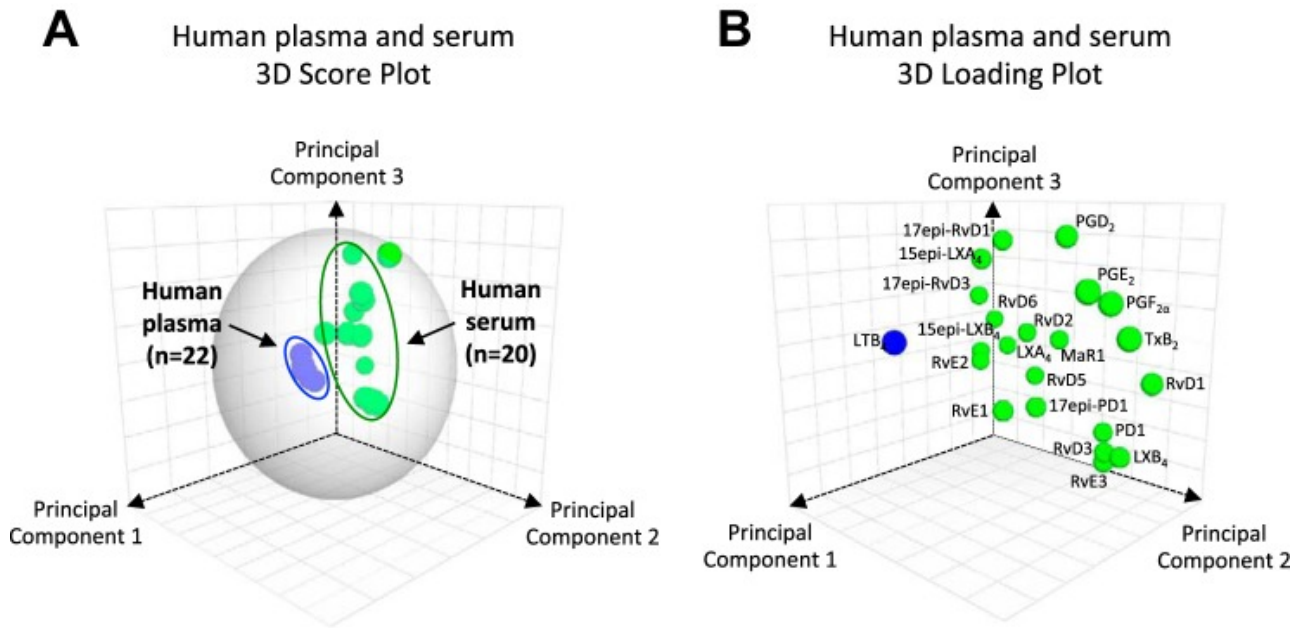 A
Human plasma and serum
3D Score Plot
Principal
Component 3
Human
plasma
(n=22)
Human
serum
(n=20)
Principal
Component 1
Principal
Component 2
B
Human plasma and serum
3D Loading Plot
Principal
Component 3
17epi-RvD1
PGD₂
15epi-LXA₄
17epi-RvD3
PGE₂
PGF₂α
RvD6
RvD2
15epi-LXB₄
LTB₄
TxB₂
LXA₄
MaR1
RvE2
RvD5
RvD1
RvE1
17epi-PD1
PD1
RvD3
LXB₄
RvE3
Principal
Component 1
Principal
Component 2